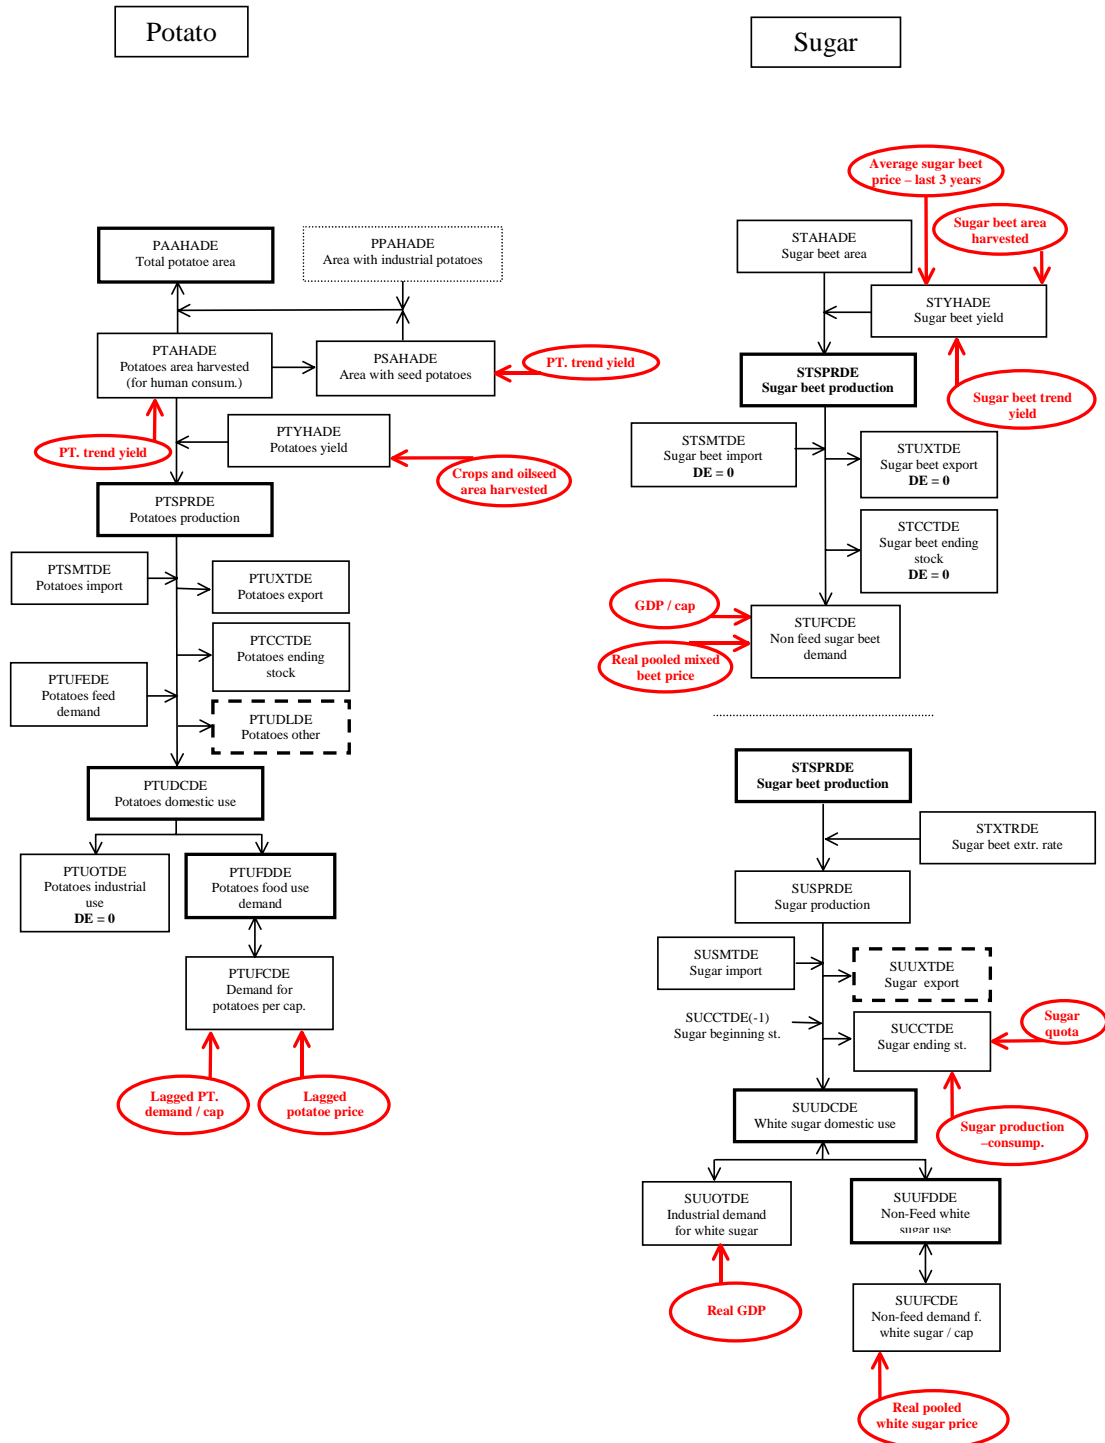 Potato
PAAHADE
Total potatoe area
PPAHADE
Area with industrial potatoes
PTAHADE
Potatoes area harvested
(for human consum.)
PSAHADE
Area with seed potatoes
PT. trend yield
PT. trend yield
PTYHADE
Potatoes yield
Crops and oilseed
area harvested
PTSPRDE
Potatoes production
PTSMTDE
Potatoes import
PTUXTDE
Potatoes export
PTCCTDE
Potatoes ending
stock
PTUFEDE
Potatoes feed
demand
PTUDLDE
Potatoes other
PTUDCDE
Potatoes domestic use
PTUOTDE
Potatoes industrial
use
DE = 0
PTUFDDE
Potatoes food use
demand
PTUFCDE
Demand for
potatoes per cap.
Lagged PT.
demand / cap
Lagged
potatoe price
Sugar
Average sugar beet
price – last 3 years
Sugar beet area
harvested
STAHADE
Sugar beet area
STYHADE
Sugar beet yield
STSPRDE
Sugar beet production
Sugar beet trend
yield
STSMTDE
Sugar beet import
DE = 0
STUXTDE
Sugar beet export
DE = 0
STCCTDE
Sugar beet ending
stock
DE = 0
GDP / cap
Real pooled mixed
beet price
STUFCDE
Non feed sugar beet
demand
STSPRDE
Sugar beet production
STXTRDE
Sugar beet extr. rate
SUSPRDE
Sugar production
SUSMTDE
Sugar import
SUUXTDE
Sugar export
SUCCTDE(-1)
Sugar beginning st.
SUCCTDE
Sugar ending st.
Sugar
quota
SUUDCDE
White sugar domestic use
Sugar production
–consump.
SUUOTDE
Industrial demand
for white sugar
SUUFDDE
Non-Feed white
sugar use
Real GDP
SUUFCDE
Non-feed demand f.
white sugar / cap
Real pooled
white sugar price